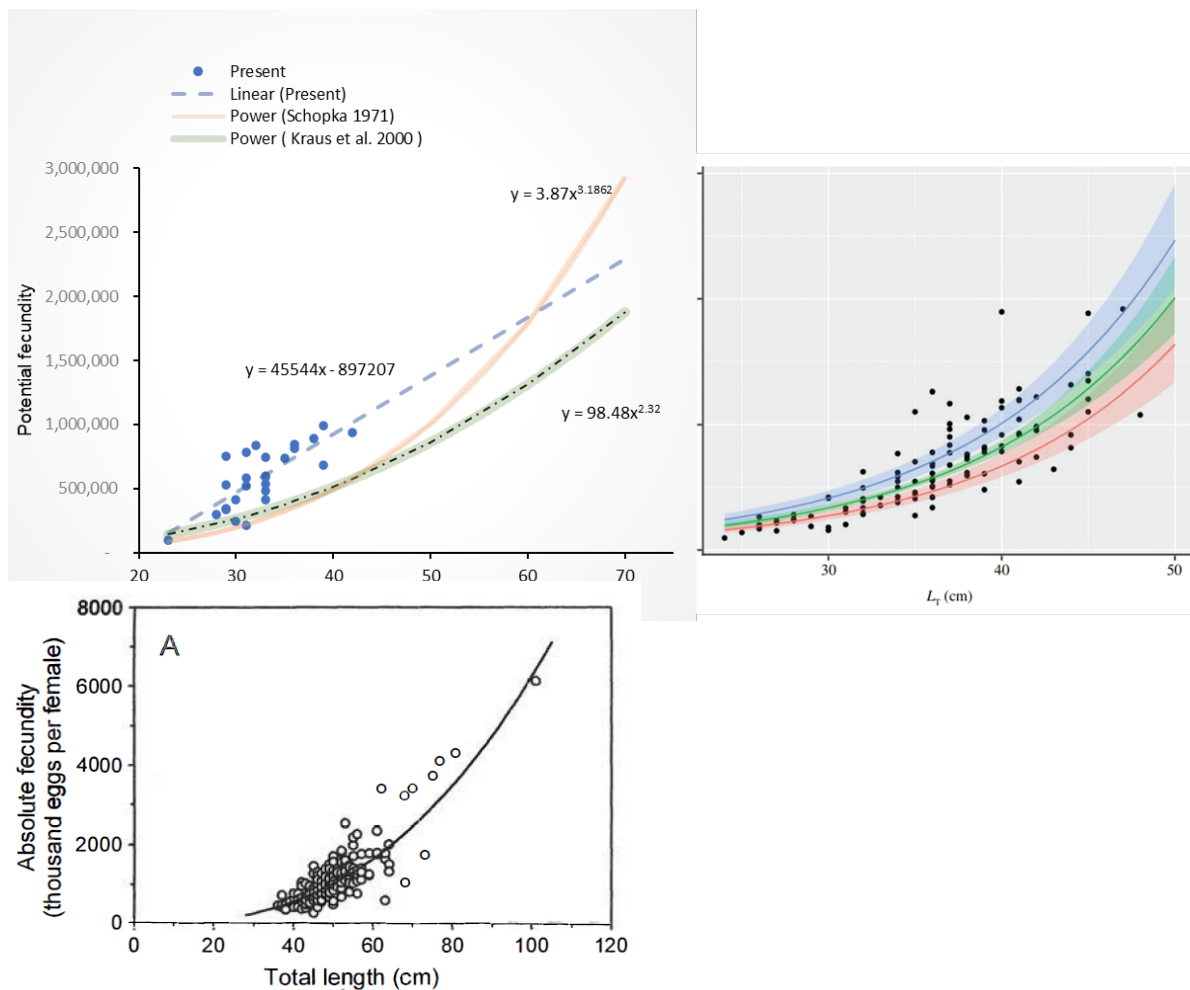 Present
Linear (Present)
Power (Schopka 1971)
Power ( Kraus et al. 2000 )
3,000,000
2,500,000
2,000,000
1,500,000
1,000,000
500,000
-
Potential fecundity
y = 3.87x^3.1862
y = 45544x - 897207
y = 98.48x^2.32
20 30 40 50 60 70
30 40 50
L_T (cm)
A
8000
6000
4000
2000
0
Absolute fecundity
(thousand eggs per female)
0 20 40 60 80 100 120
Total length (cm)